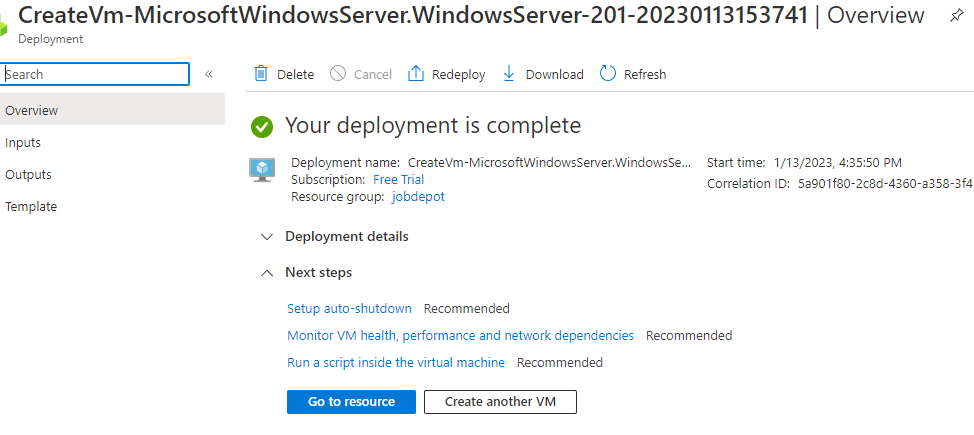 CreateVm-MicrosoftWindowsServer.WindowsServer-201-20230113153741 | Overview
Deployment
Search
«
Delete Cancel Redeploy Download Refresh
Overview
Inputs
Outputs
Template
Your deployment is complete
Deployment name: CreateVm-MicrosoftWindowsServer.WindowsSe... Start time: 1/13/2023, 4:35:50 PM
Subscription: Free Trial Correlation ID: 5a901f80-2c8d-4360-a358-3f4
Resource group: jobdepot
Deployment details
Next steps
Setup auto-shutdown Recommended
Monitor VM health, performance and network dependencies Recommended
Run a script inside the virtual machine Recommended
Go to resource Create another VM